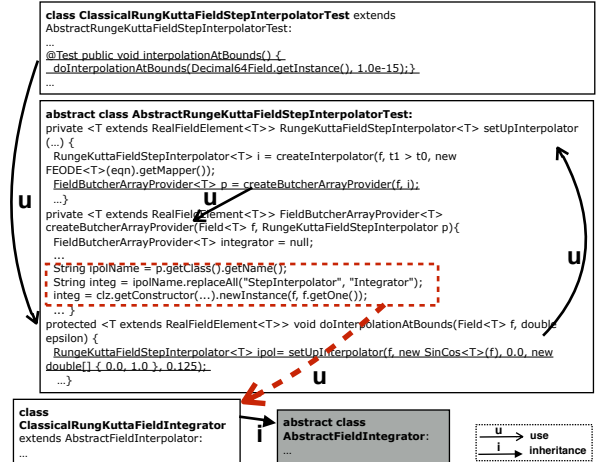 class ClassicalRungKuttaFieldStepInterpolatorTest extends
AbstractRungeKuttaFieldStepInterpolatorTest:
...
@Test public void interpolationAtBounds() {
doInterpolationAtBounds(Decimal64Field.getInstance(), 1.0e-15);}
...
abstract class AbstractRungeKuttaFieldStepInterpolatorTest:
private <T extends RealFieldElement<T>> RungeKuttaFieldStepInterpolator<T> setUpInterpolator
(...) {
RungeKuttaFieldStepInterpolator<T> i = createInterpolator(f, t1 > t0, new
FEODE<T>(eqn).getMapper());
FieldButcherArrayProvider<T> p = createButcherArrayProvider(f, i);
...}
u
u
private <T extends RealFieldElement<T>> FieldButcherArrayProvider<T>
createButcherArrayProvider(Field<T> f, RungeKuttaFieldStepInterpolator p){
FieldButcherArrayProvider<T> integrator = null;
...
u
String ipolName = p.getClass().getName();
String integ = ipolName.replaceAll("StepInterpolator", "Integrator");
integ = clz.getConstructor(...).newInstance(f, f.getOne());
... }
protected <T extends RealFieldElement<T>> void doInterpolationAtBounds(Field<T> f, double
epsilon) {
RungeKuttaFieldStepInterpolator<T> ipol= setUpInterpolator(f, new SinCos<T>(f), 0.0, new
double[] { 0.0, 1.0 }, 0.125);
...}
u
class
ClassicalRungKuttaFieldIntegrator
extends AbstractFieldInterpolator:
...
i
abstract class
AbstractFieldIntegrator:
...
u use
i inheritance